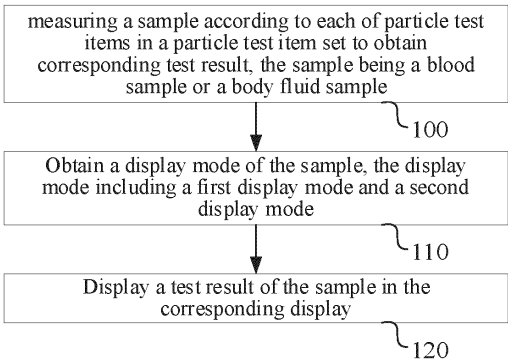 measuring a sample according to each of particle test
items in a particle test item set to obtain
corresponding test result, the sample being a blood
sample or a body fluid sample
100
Obtain a display mode of the sample, the display
mode including a first display mode and a second
display mode
110
Display a test result of the sample in the
corresponding display
120